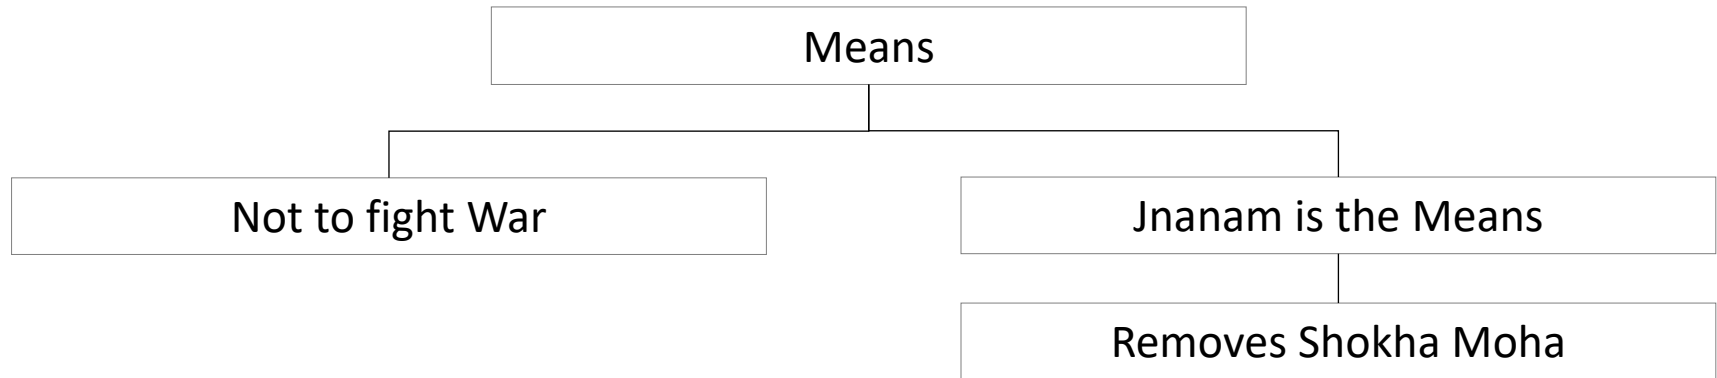 Means
Not to fight War
Jnanam is the Means
Removes Shokha Moha